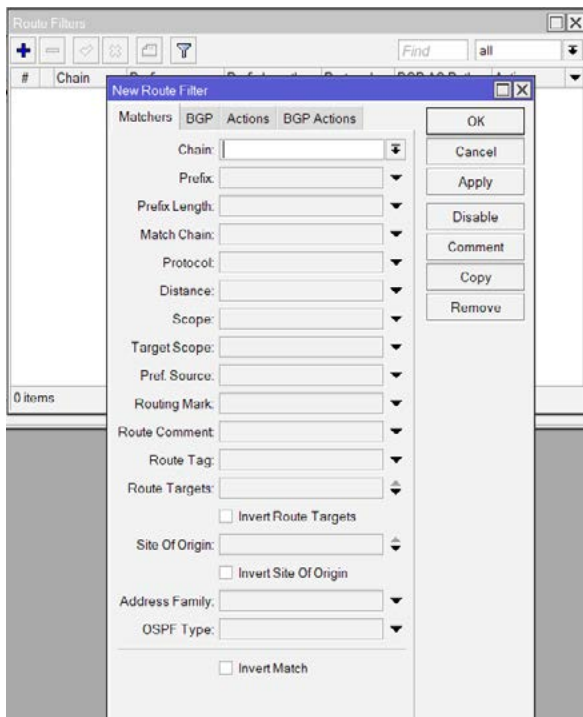 Route Filters
Find
all
# Chain
New Route Filter
Matchers BGP Actions BGP Actions
Chain:
Prefix:
Prefix Length:
Match Chain:
Protocol:
Distance:
Scope:
Target Scope:
Pref. Source:
Routing Mark:
Route Comment:
Route Tag:
Route Targets:
Invert Route Targets
Site Of Origin:
Invert Site Of Origin
Address Family:
OSPF Type:
Invert Match
OK
Cancel
Apply
Disable
Comment
Copy
Remove
0 items